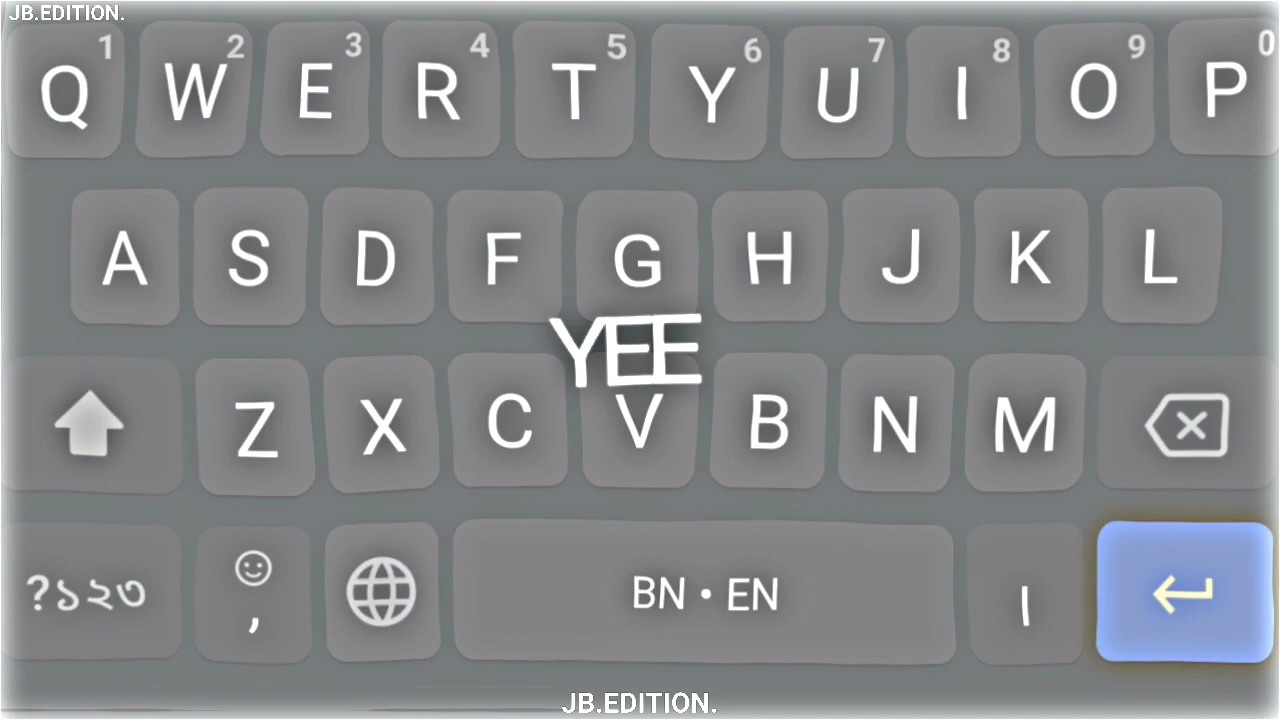 JB.EDITION.
1 2 3 4 5 6 7 8 9 0
Q W E R T Y U I O P
A S D F G H J K L
YEE
Z X C V B N M
?১২৩ , BN • EN ।
JB.EDITION.